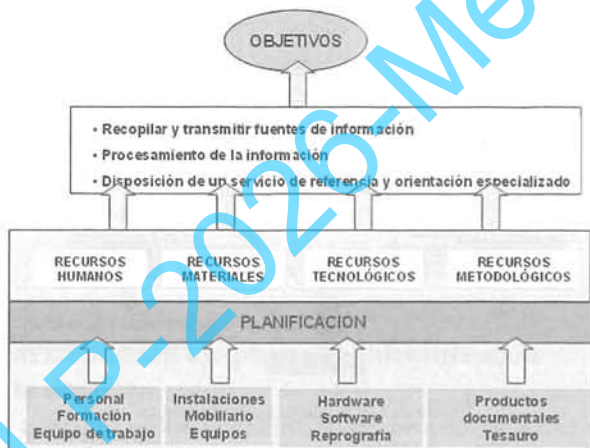 OBJETIVOS
• Recopilar y transmitir fuentes de información
• Procesamiento de la información
• Disposición de un servicio de referencia y orientación especializado
RECURSOS
HUMANOS
RECURSOS
MATERIALES
RECURSOS
TECNOLÓGICOS
RECURSOS
METODOLÓGICOS
PLANIFICACION
Personal
Formación
Equipo de trabajo
Instalaciones
Mobiliario
Equipos
Hardware
Software
Reprografía
Productos
documentales
Tesauro
P-2026-Me